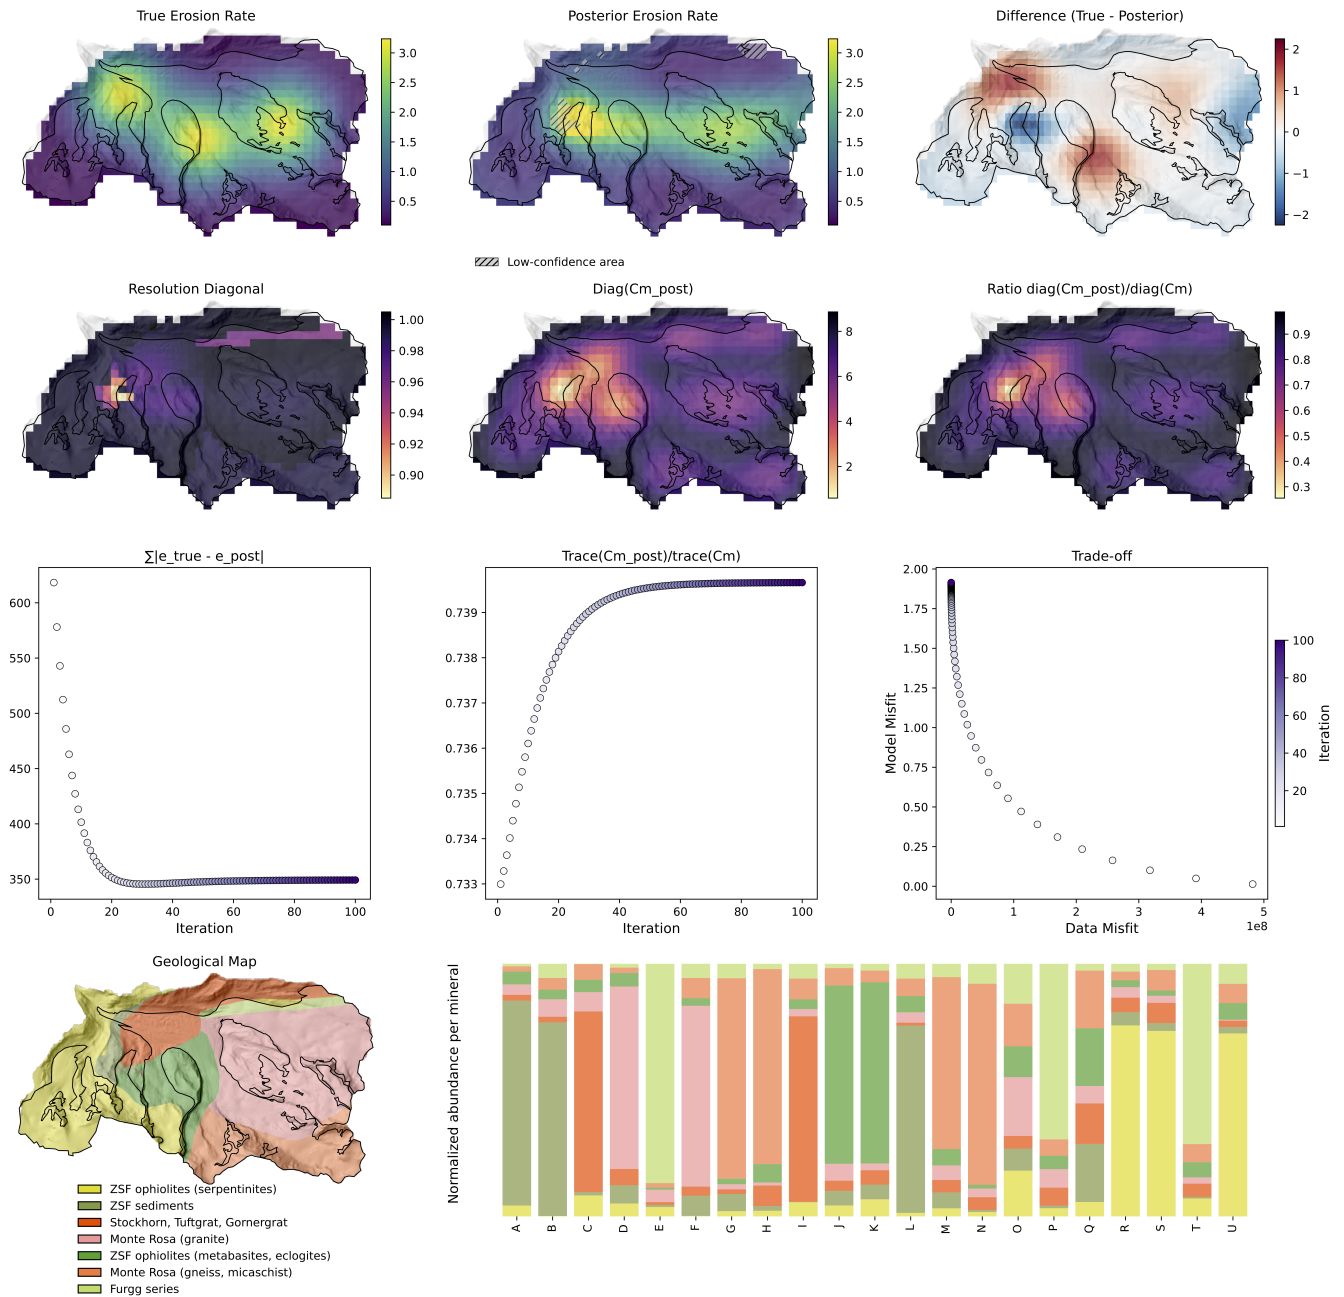 True Erosion Rate
Posterior Erosion Rate
Difference (True - Posterior)
3.0
2.5
2.0
1.5
1.0
0.5
3.0
2.5
2.0
1.5
1.0
0.5
2
1
0
−1
−2
Low-confidence area
Resolution Diagonal
Diag(Cm_post)
Ratio diag(Cm_post)/diag(Cm)
1.00
0.98
0.96
0.94
0.92
0.90
8
6
4
2
0.9
0.8
0.7
0.6
0.5
0.4
0.3
∑|e_true - e_post|
Trace(Cm_post)/trace(Cm)
Trade-off
600
550
500
450
400
350
0 20 40 60 80 100
Iteration
0.739
0.738
0.737
0.736
0.735
0.734
0.733
0 20 40 60 80 100
Iteration
Model Misfit
2.00
1.75
1.50
1.25
1.00
0.75
0.50
0.25
0.00
0 1 2 3 4 5
1e8
Data Misfit
100
80
60
40
20
Iteration
Geological Map
ZSF ophiolites (serpentinites)
ZSF sediments
Stockhorn, Tuftgrat, Gornergrat
Monte Rosa (granite)
ZSF ophiolites (metabasites, eclogites)
Monte Rosa (gneiss, micaschist)
Furgg series
Normalized abundance per mineral
A B C D E F G H I J K L M N O P Q R S T U